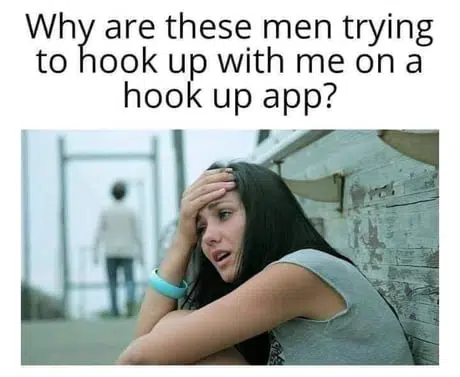 Why are these men trying
to hook up with me on a
hook up app?